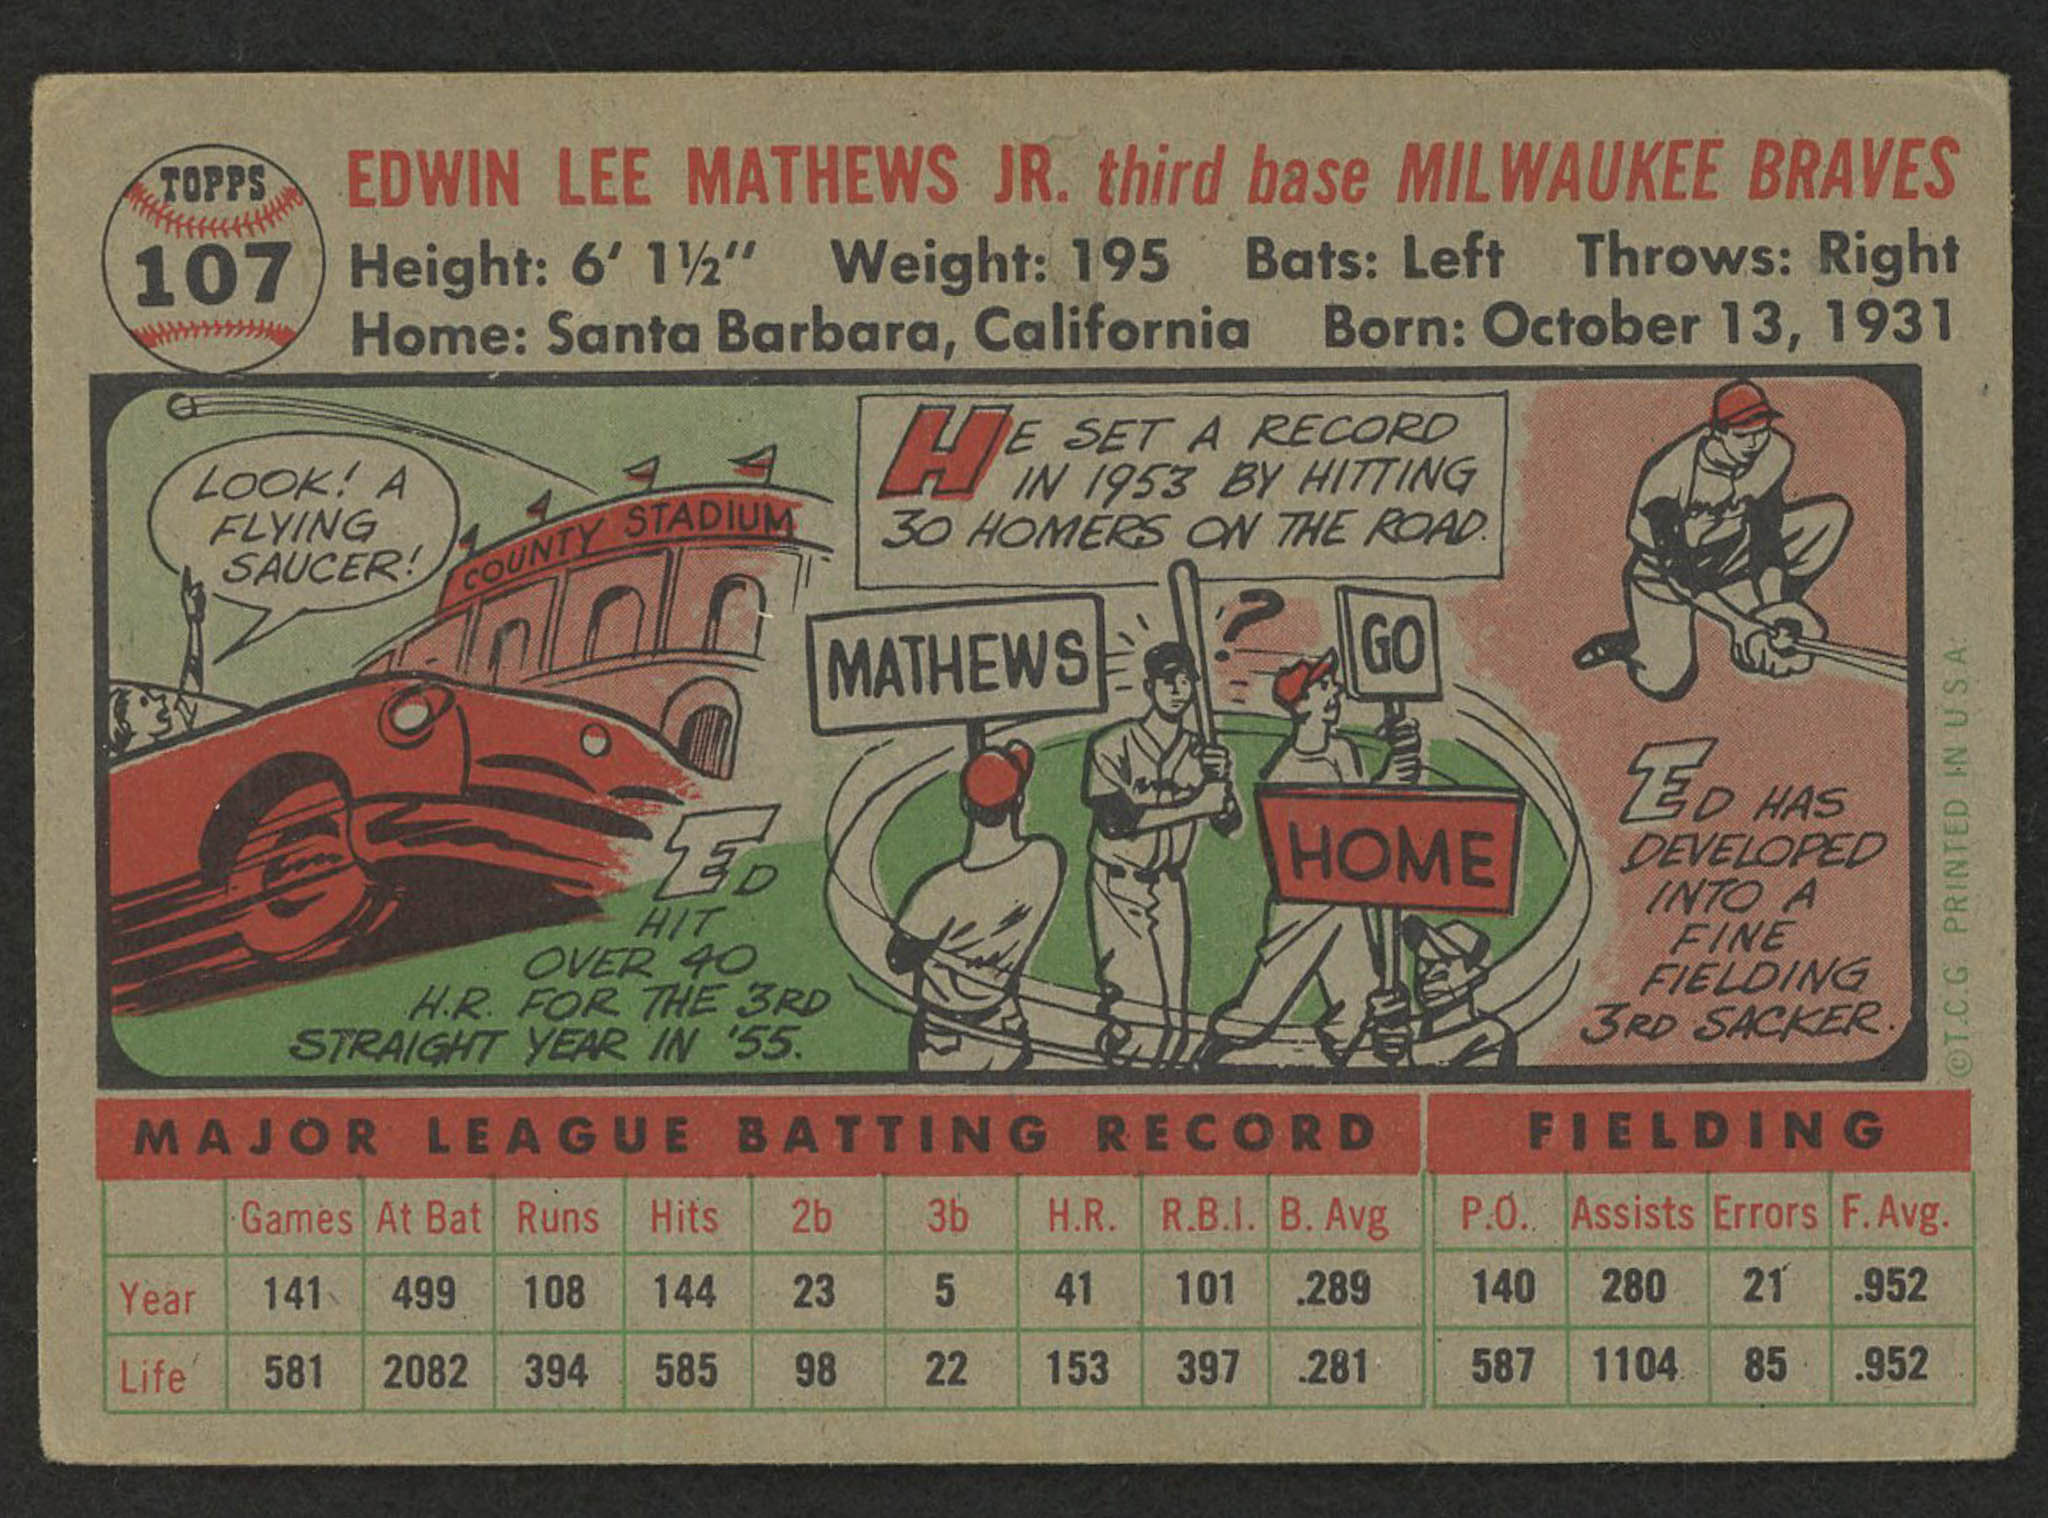 TOPPS
107
EDWIN LEE MATHEWS JR. third base MILWAUKEE BRAVES
Height: 6' 1½" Weight: 195 Bats: Left Throws: Right
Home: Santa Barbara, California Born: October 13, 1931
LOOK! A
FLYING
SAUCER!
COUNTY STADIUM
ED
HIT
OVER 40
H.R. FOR THE 3RD
STRAIGHT YEAR IN '55.
HE SET A RECORD
IN 1953 BY HITTING
30 HOMERS ON THE ROAD.
MATHEWS
?
GO
HOME
ED HAS
DEVELOPED
INTO A
FINE
FIELDING
3RD SACKER.
©T.C.G. PRINTED IN U.S.A.
MAJOR LEAGUE BATTING RECORD FIELDING
Games At Bat Runs Hits 2b 3b H.R. R.B.I. B. Avg P.O. Assists Errors F. Avg.
Year 141 499 108 144 23 5 41 101 .289 140 280 21 .952
Life 581 2082 394 585 98 22 153 397 .281 587 1104 85 .952